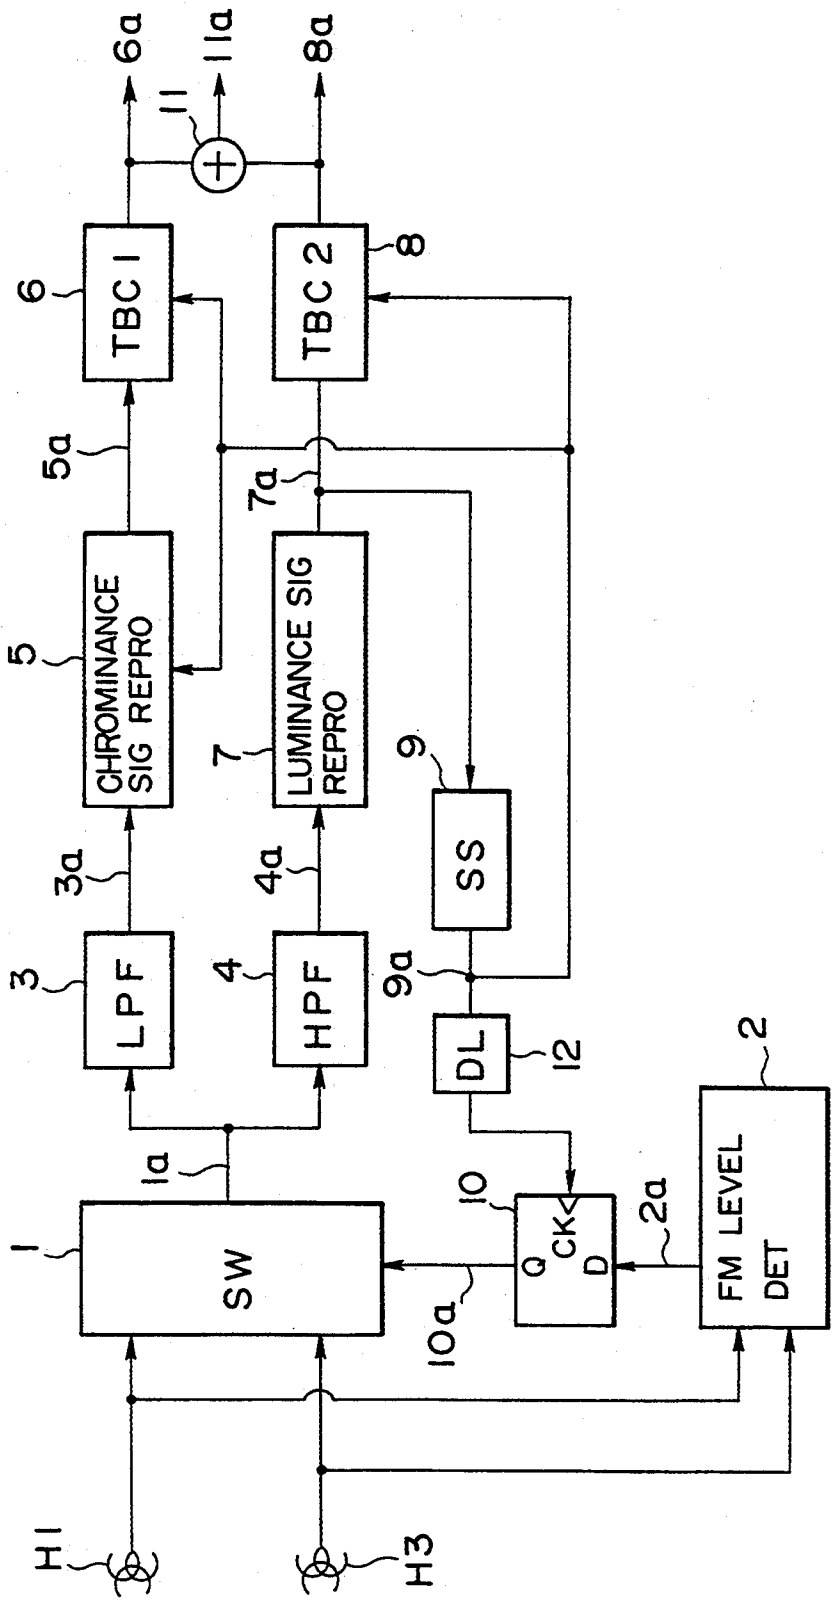 H1
H3
1
SW
1a
3
LPF
3a
5
CHROMINANCE
SIG REPRO
5a
6
TBC 1
6a
11
11a
4
HPF
4a
7
LUMINANCE SIG
REPRO
7a
TBC 2
8
8a
9
SS
9a
DL
12
10
Q
CK
D
10a
2a
2
FM LEVEL
DET